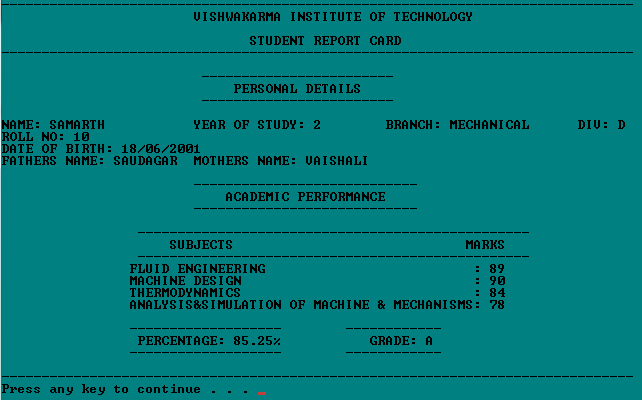 VISHWAKARMA INSTITUTE OF TECHNOLOGY
STUDENT REPORT CARD
PERSONAL DETAILS
NAME: SAMARTH YEAR OF STUDY: 2 BRANCH: MECHANICAL DIV: D
ROLL NO: 10
DATE OF BIRTH: 18/06/2001
FATHERS NAME: SAUDAGAR MOTHERS NAME: VAISHALI
ACADEMIC PERFORMANCE
SUBJECTS MARKS
FLUID ENGINEERING : 89
MACHINE DESIGN : 90
THERMODYNAMICS : 84
ANALYSIS&SIMULATION OF MACHINE & MECHANISMS: 78
PERCENTAGE: 85.25% GRADE: A
Press any key to continue . . .